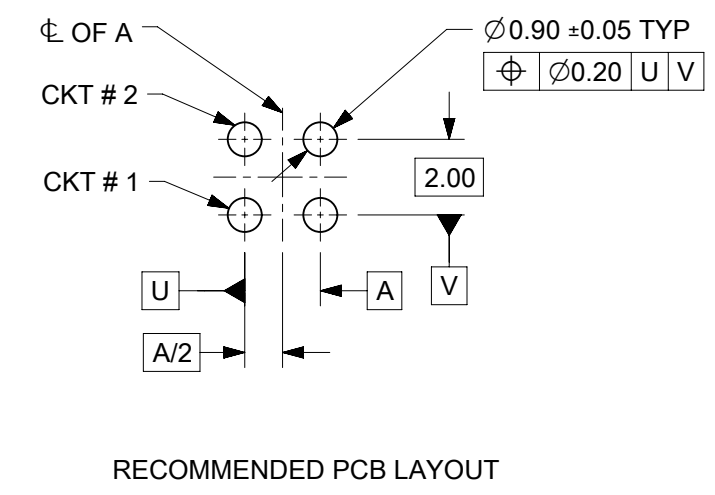 ℄ OF A
⌀0.90 ±0.05 TYP
⌖ ⌀0.20 U V
CKT # 2
CKT # 1
2.00
U
A
V
A/2
RECOMMENDED PCB LAYOUT